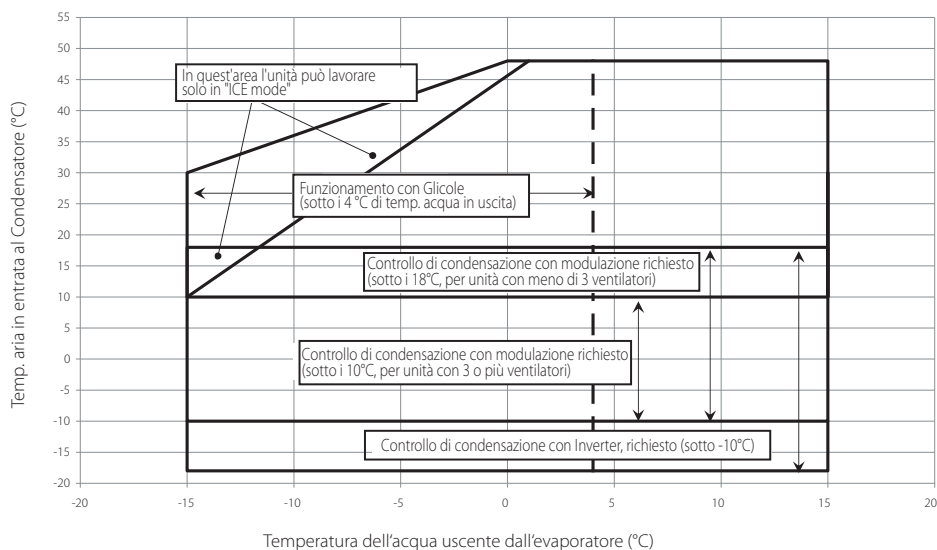 Temp. aria in entrata al Condensatore (°C)
55
50
45
40
35
30
25
20
15
10
5
0
-5
-10
-15
-20
In quest'area l'unità può lavorare
solo in "ICE mode"
Funzionamento con Glicole
(sotto i 4 °C di temp. acqua in uscita)
Controllo di condensazione con modulazione richiesto
(sotto i 18°C, per unità con meno di 3 ventilatori)
Controllo di condensazione con modulazione richiesto
(sotto i 10°C, per unità con 3 o più ventilatori)
Controllo di condensazione con Inverter, richiesto (sotto -10°C)
-20 -15 -10 -5 0 5 10 15 20
Temperatura dell'acqua uscente dall'evaporatore (°C)